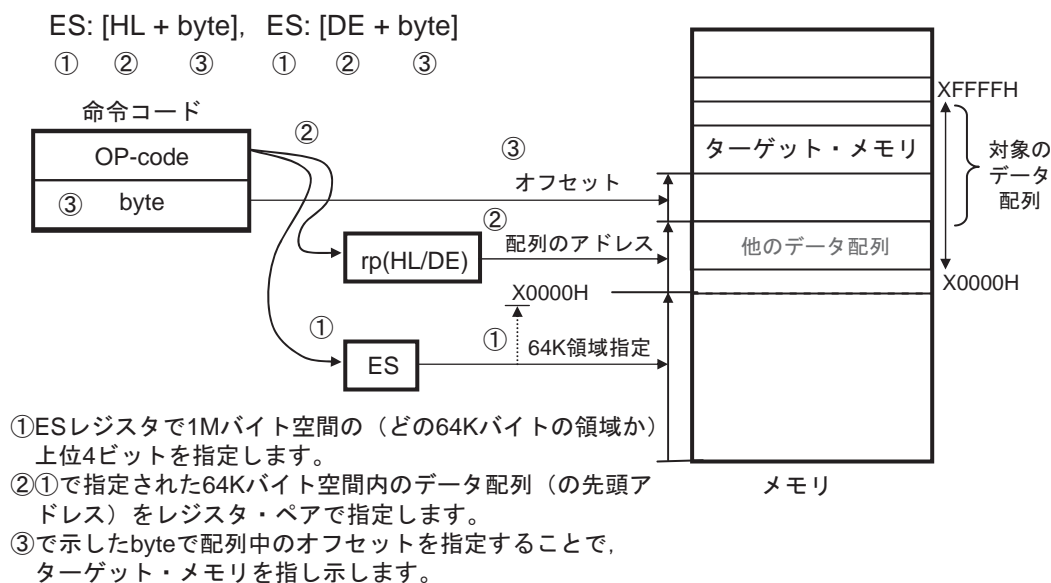 ES: [HL + byte], ES: [DE + byte]
① ② ③ ① ② ③
命令コード
OP-code
③ byte
②
③
オフセット
②
配列のアドレス
rp(HL/DE)
X0000H
①
①
64K領域指定
ES
XFFFFH
ターゲット・メモリ
対象の
データ
配列
他のデータ配列
X0000H
メモリ
①ESレジスタで1Mバイト空間の（どの64Kバイトの領域か）
上位4ビットを指定します。
②①で指定された64Kバイト空間内のデータ配列（の先頭ア
ドレス）をレジスタ・ペアで指定します。
③で示したbyteで配列中のオフセットを指定することで,
ターゲット・メモリを指し示します。